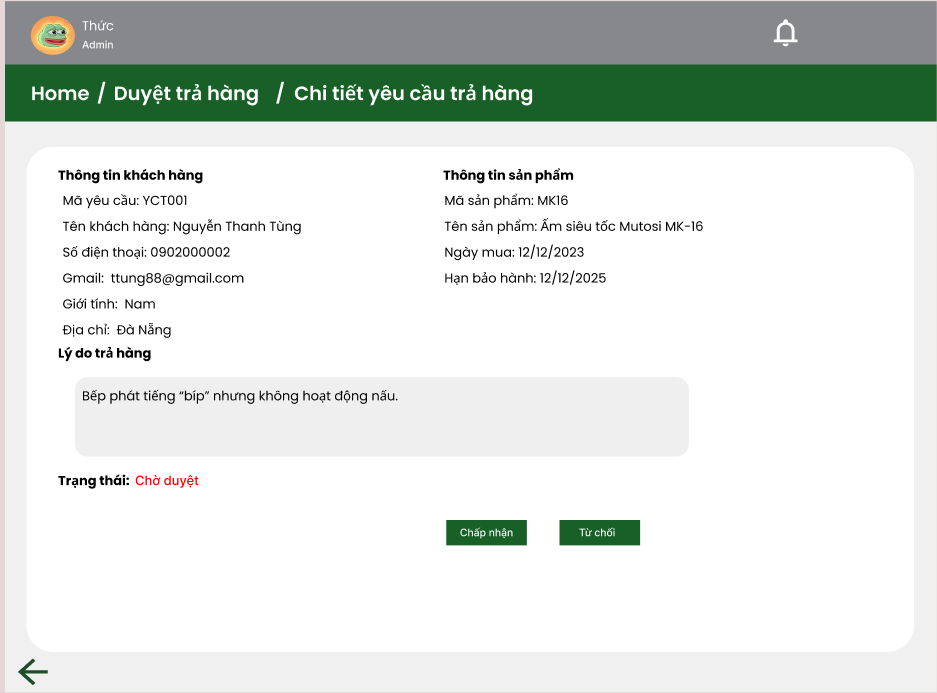 Thức
Admin
Home / Duyệt trả hàng / Chi tiết yêu cầu trả hàng
Thông tin khách hàng
Mã yêu cầu: YCT001
Tên khách hàng: Nguyễn Thanh Tùng
Số điện thoại: 0902000002
Gmail: ttung88@gmail.com
Giới tính: Nam
Địa chỉ: Đà Nẵng
Thông tin sản phẩm
Mã sản phẩm: MK16
Tên sản phẩm: Ấm siêu tốc Mutosi MK-16
Ngày mua: 12/12/2023
Hạn bảo hành: 12/12/2025
Lý do trả hàng
Bếp phát tiếng “bíp” nhưng không hoạt động nấu.
Trạng thái: Chờ duyệt
Chấp nhận
Từ chối